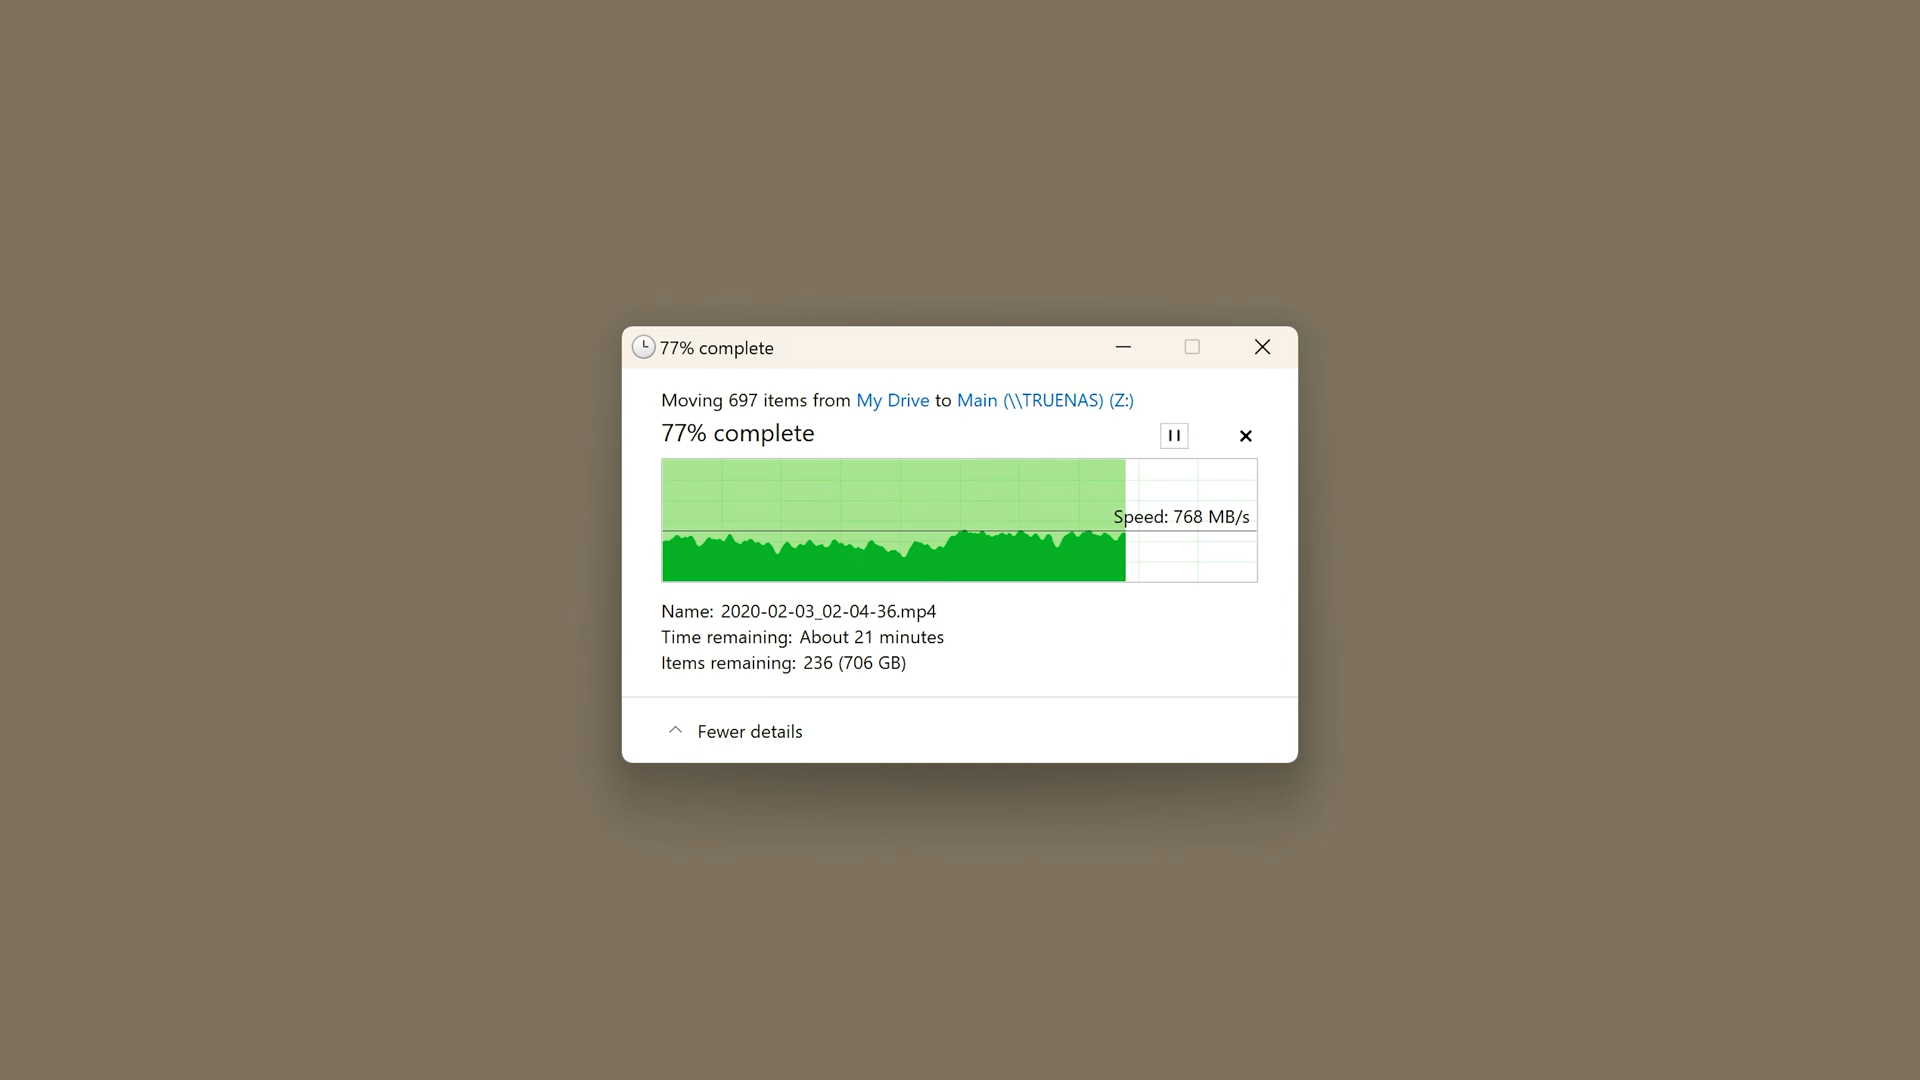 77% complete
Moving 697 items from My Drive to Main (\\TRUENAS) (Z:)
77% complete
Speed: 768 MB/s
Name: 2020-02-03_02-04-36.mp4
Time remaining: About 21 minutes
Items remaining: 236 (706 GB)
Fewer details